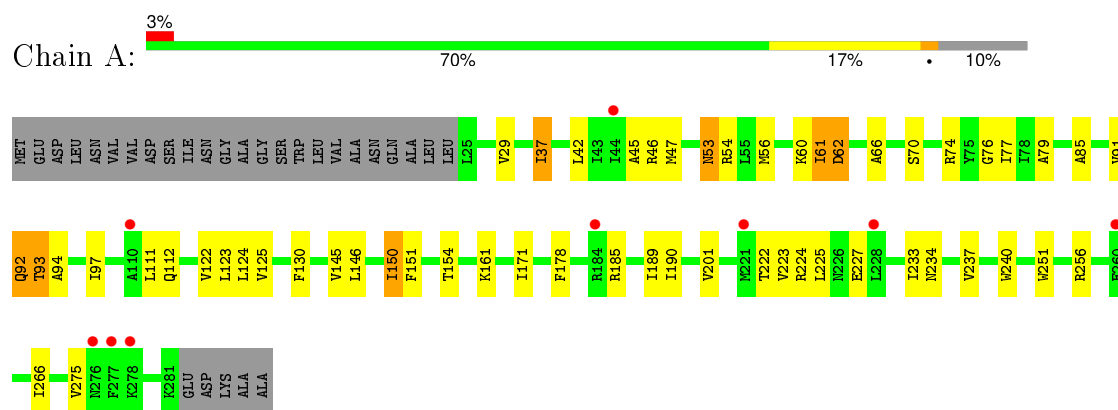 3%
Chain A:
70% 17% • 10%
MET GLU ASP LEU ASN VAL VAL ASP SER ILE ASN GLY ALA GLY SER TRP LEU VAL ALA ASN GLN ALA LEU LEU L25 V29 I37 L42 I43 I44 A45 R46 M47 N53 R54 L55 M56 K60 I61 D62 A66 S70 R74 Y75 G76 I77 I78 A79 A85 V91
Q92 T93 A94 I97 A110 L111 Q112 V122 L123 L124 V125 F130 V145 L146 I150 F151 T154 K161 I171 F178 R184 R185 I189 I190 V201 M221 T222 V223 R224 L225 N226 E227 L228 I233 N234 V237 W240 W251 R256
I266 V275 N276 F277 K278 K281 GLU ASP LYS ALA ALA